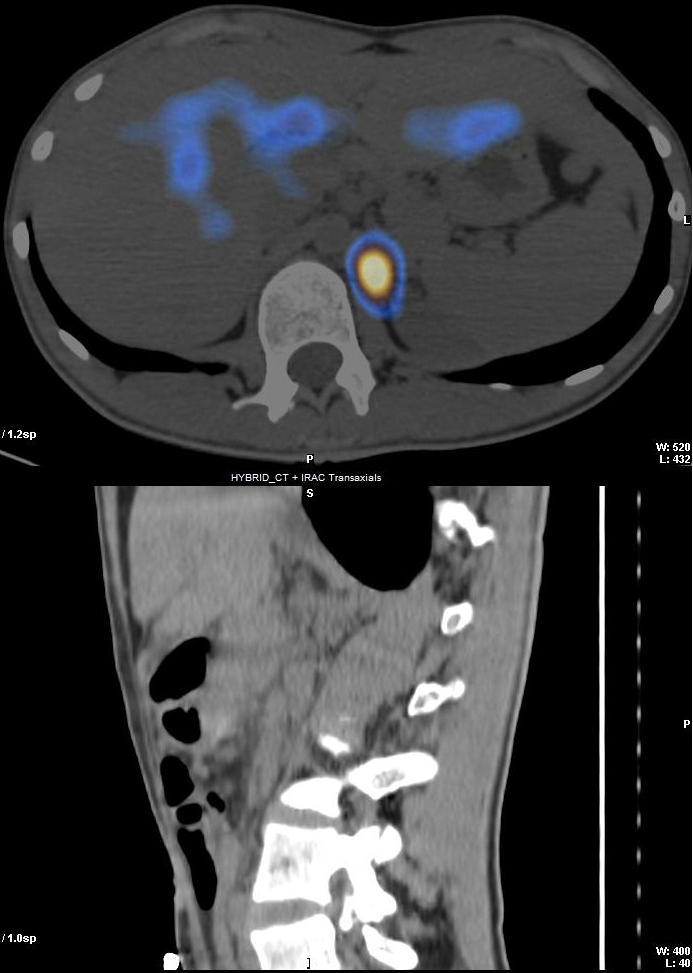 L
/ 1.2sp
P
W: 520
L: 432
HYBRID_CT + IRAC Transaxials
S
P
/ 1.0sp
I
W: 400
L: 40